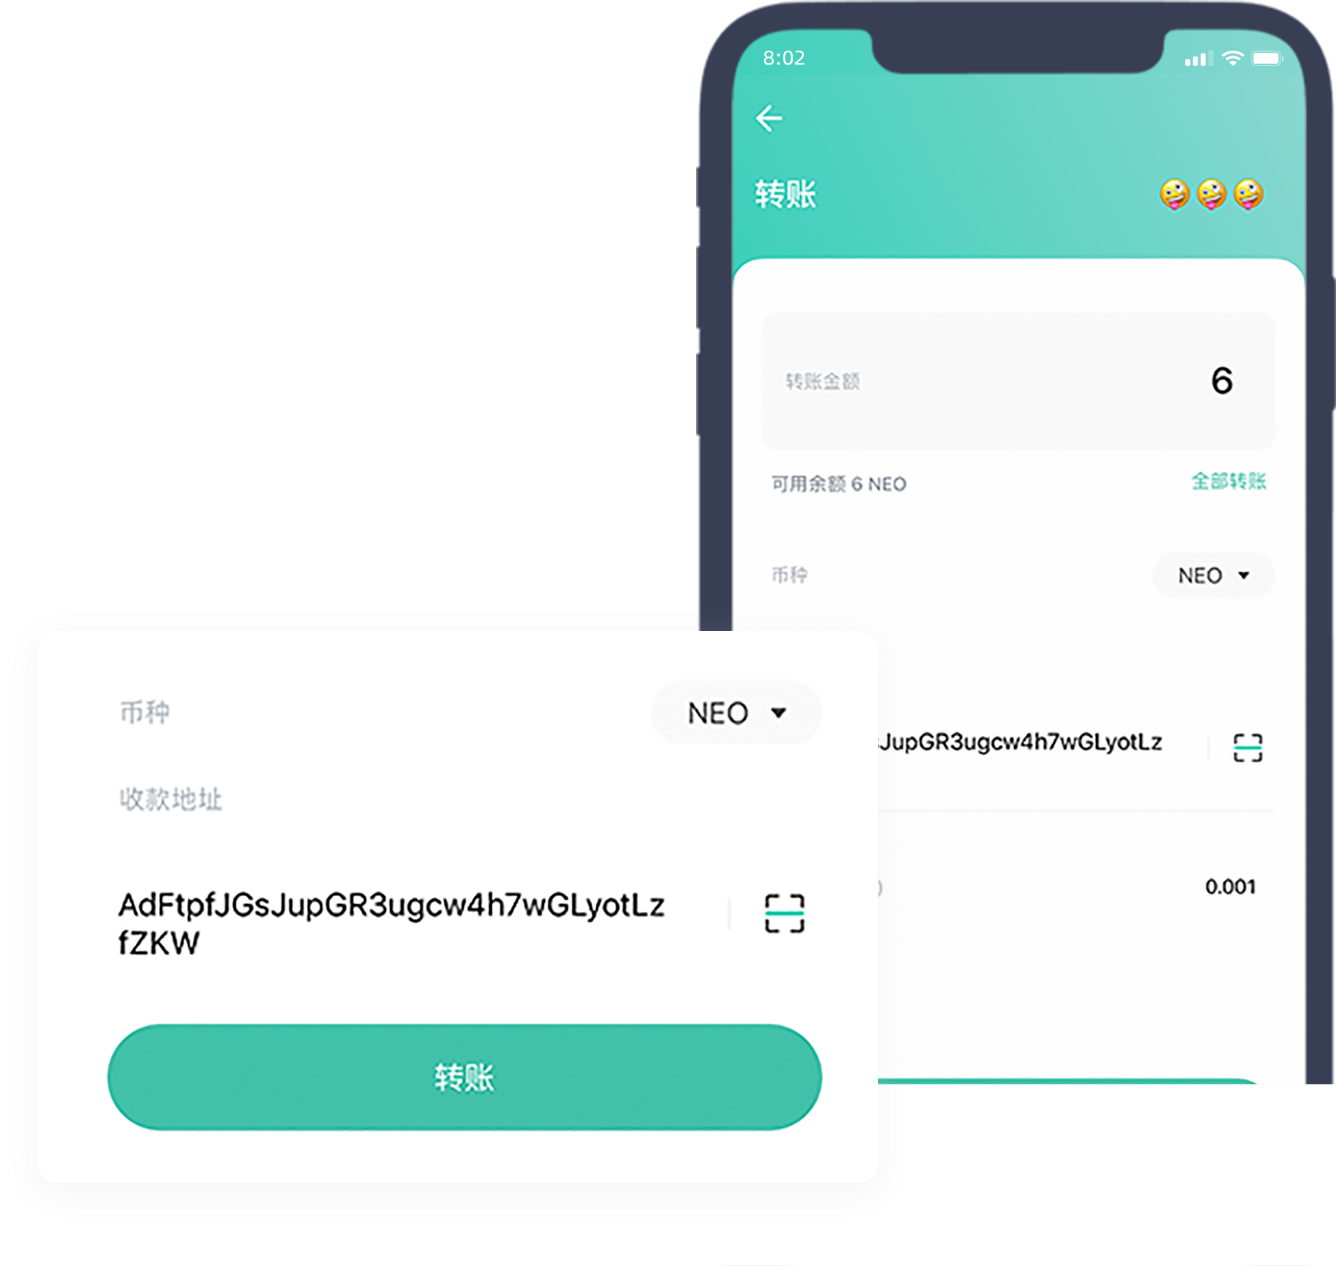 8:02
转账 🤪🤪🤪
转账金额 6
可用余额 6 NEO 全部转账
币种 NEO
JupGR3ugcw4h7wGLyotLz
0.001
币种 NEO
收款地址
AdFtpfJGsJupGR3ugcw4h7wGLyotLz
fZKW
转账